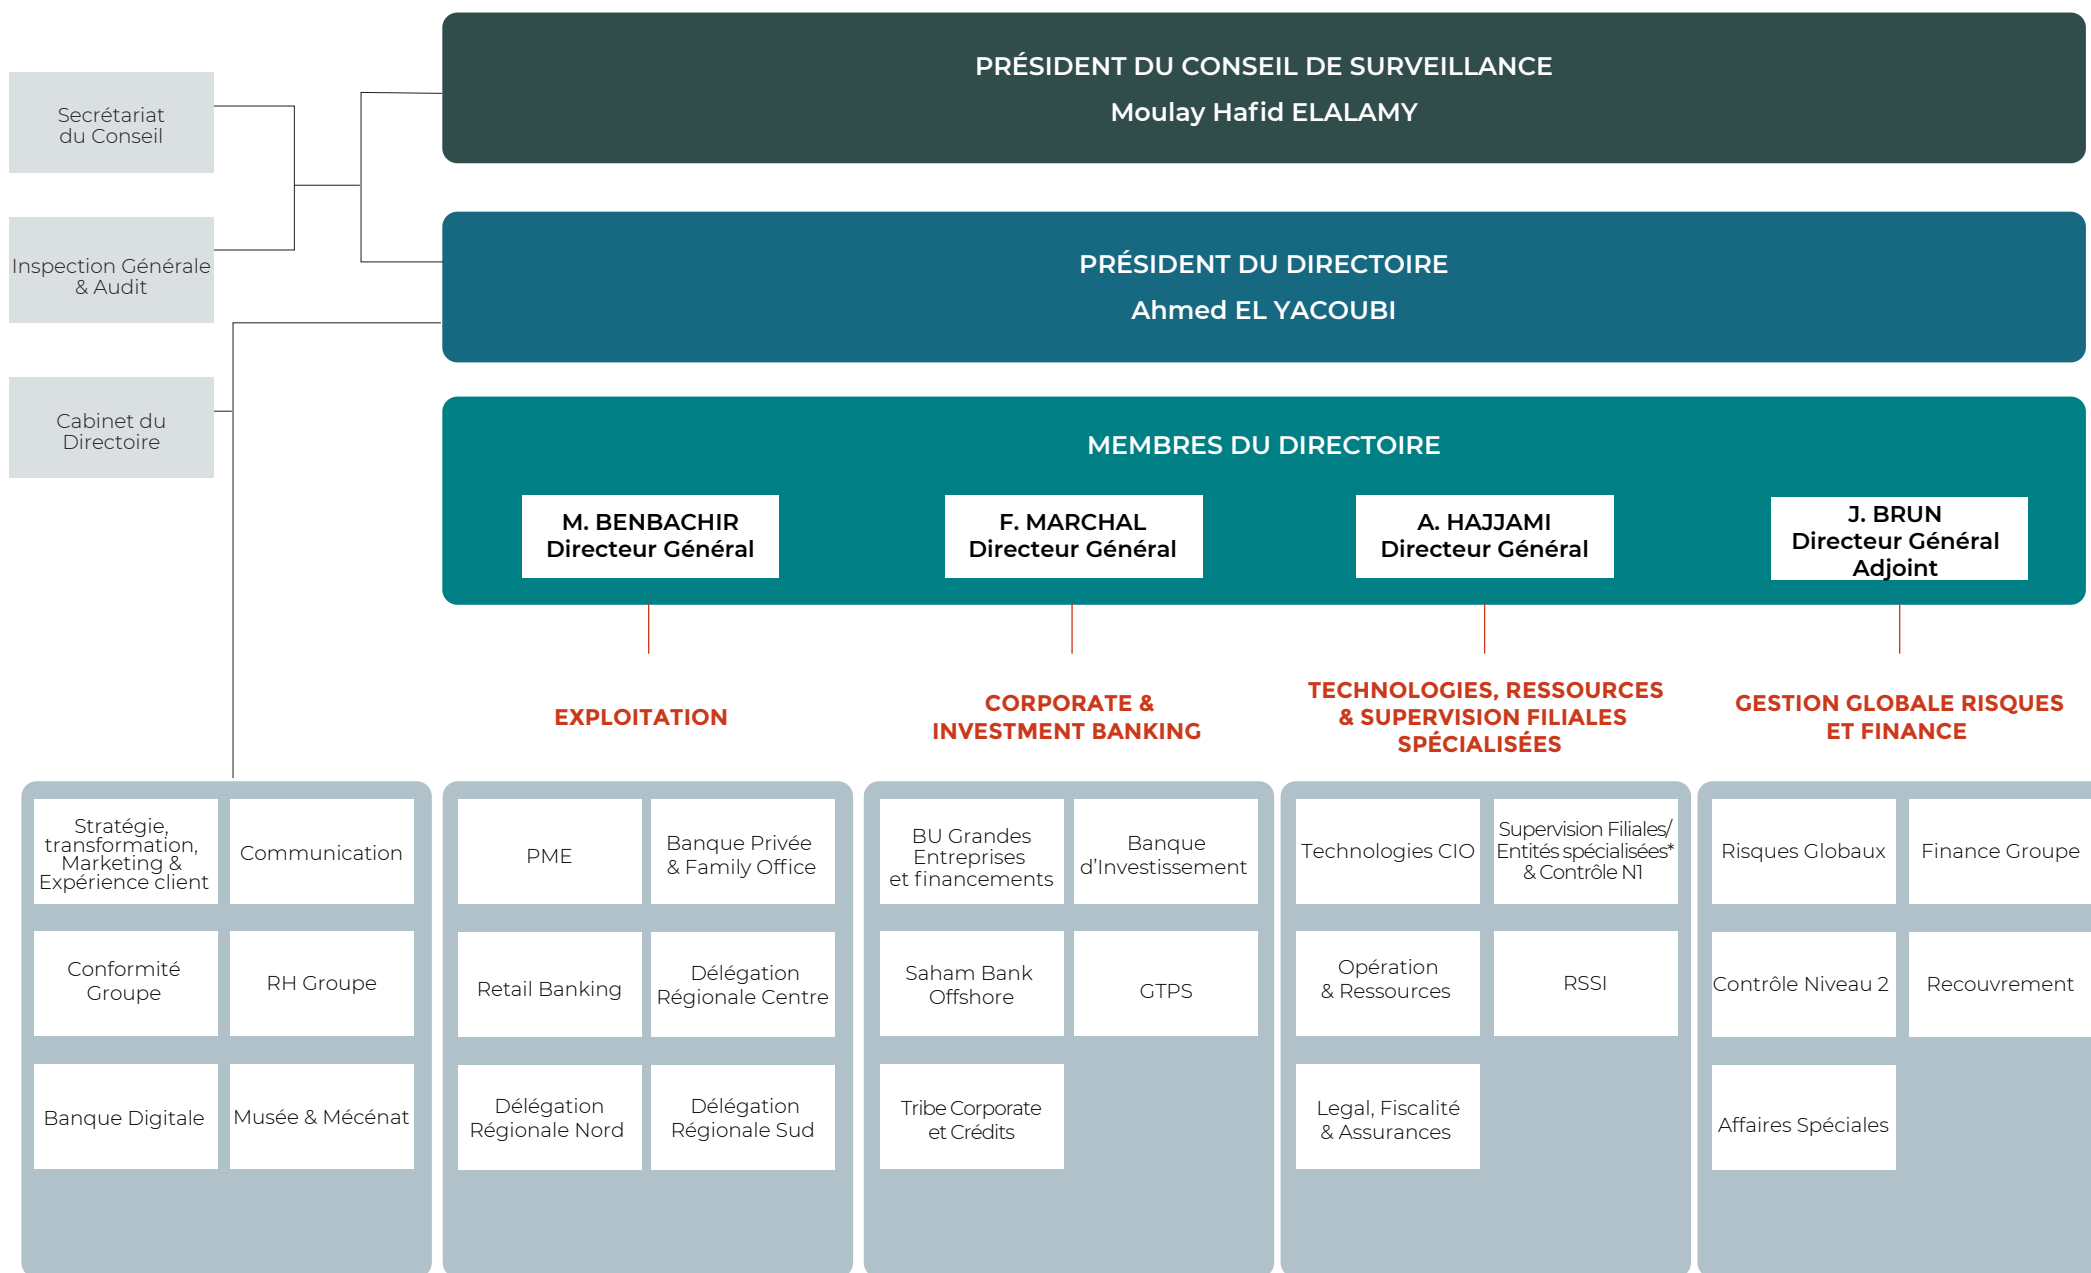 PRÉSIDENT DU CONSEIL DE SURVEILLANCE
Moulay Hafid ELALAMY
Secrétariat
du Conseil
Inspection Générale
& Audit
PRÉSIDENT DU DIRECTOIRE
Ahmed EL YACOUBI
Cabinet du
Directoire
MEMBRES DU DIRECTOIRE
M. BENBACHIR
Directeur Général
F. MARCHAL
Directeur Général
A. HAJJAMI
Directeur Général
J. BRUN
Directeur Général
Adjoint
EXPLOITATION
CORPORATE &
INVESTMENT BANKING
TECHNOLOGIES, RESSOURCES
& SUPERVISION FILIALES
SPÉCIALISÉES
GESTION GLOBALE RISQUES
ET FINANCE
Stratégie,
transformation,
Marketing &
Expérience client
Communication
Conformité
Groupe
RH Groupe
Banque Digitale
Musée & Mécénat
PME
Banque Privée
& Family Office
Retail Banking
Délégation
Régionale Centre
Délégation
Régionale Nord
Délégation
Régionale Sud
BU Grandes
Entreprises
et financements
Banque
d’Investissement
Saham Bank
Offshore
GTPS
Tribe Corporate
et Crédits
Technologies CIO
Supervision Filiales/
Entités spécialisées*
& Contrôle N1
Opération
& Ressources
RSSI
Legal, Fiscalité
& Assurances
Risques Globaux
Finance Groupe
Contrôle Niveau 2
Recouvrement
Affaires Spéciales